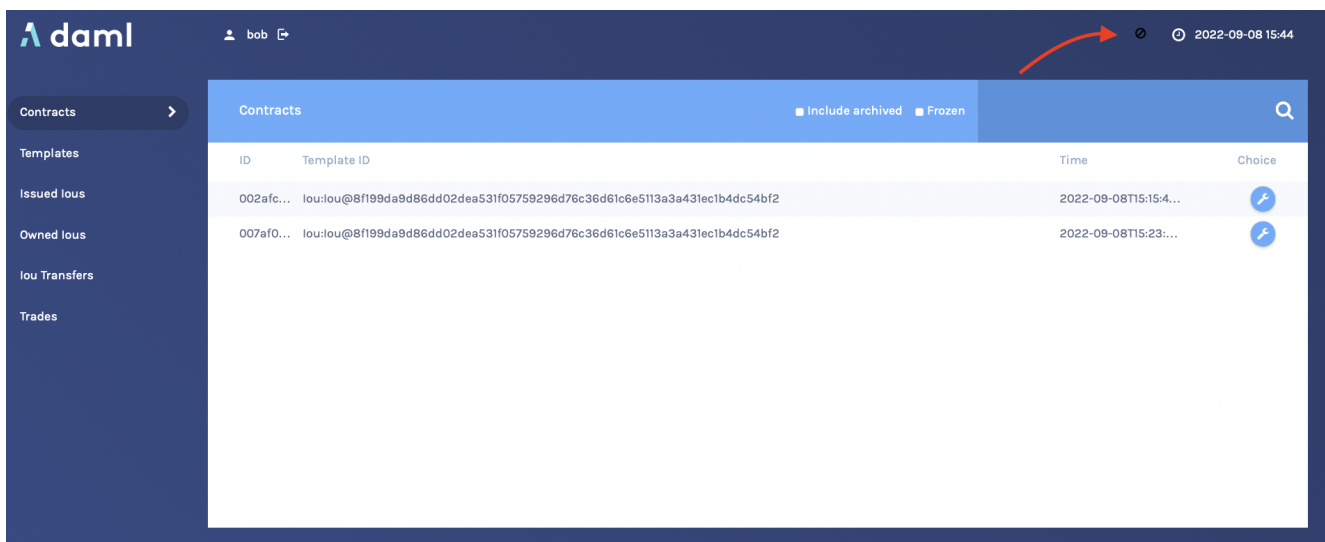 daml
bob
2022-09-08 15:44
Contracts
Templates
Issued Ious
Owned Ious
Iou Transfers
Trades
Contracts Include archived Frozen
ID Template ID Time Choice
002afc... Iou:Iou@8f199da9d86dd02dea531f05759296d76c36d61c6e5113a3a431ec1b4dc54bf2 2022-09-08T15:15:4...
007af0... Iou:Iou@8f199da9d86dd02dea531f05759296d76c36d61c6e5113a3a431ec1b4dc54bf2 2022-09-08T15:23:...